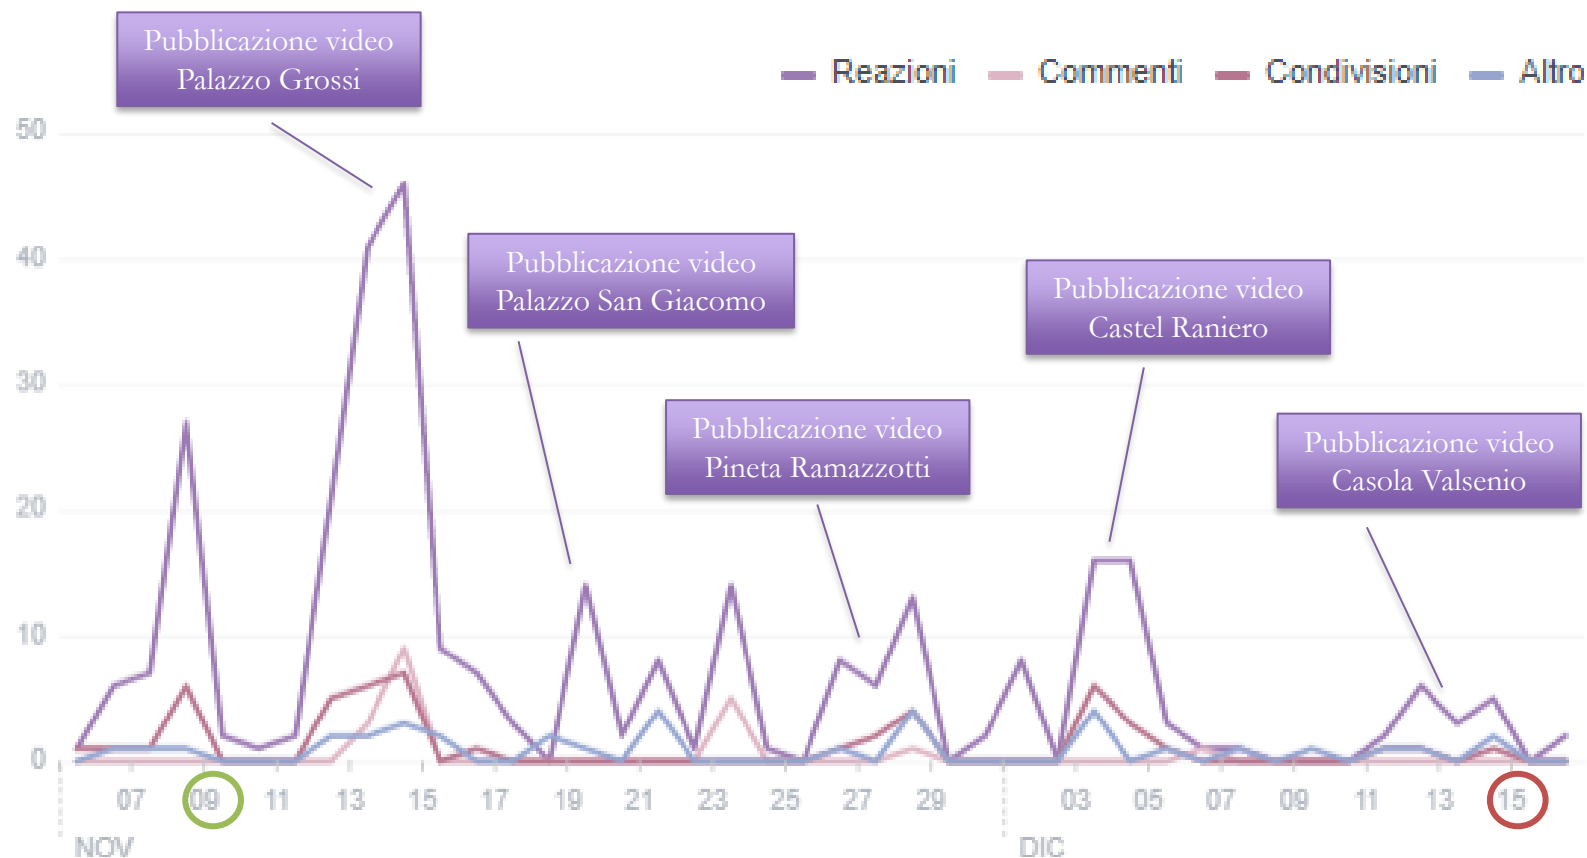 Pubblicazione video
Palazzo Grossi
Reazioni Commenti Condivisioni Altro
50
40
30
20
10
0
Pubblicazione video
Palazzo San Giacomo
Pubblicazione video
Castel Raniero
Pubblicazione video
Pineta Ramazzotti
Pubblicazione video
Casola Valsenio
07 09 11 13 15 17 19 21 23 25 27 29 03 05 07 09 11 13 15
NOV DIC